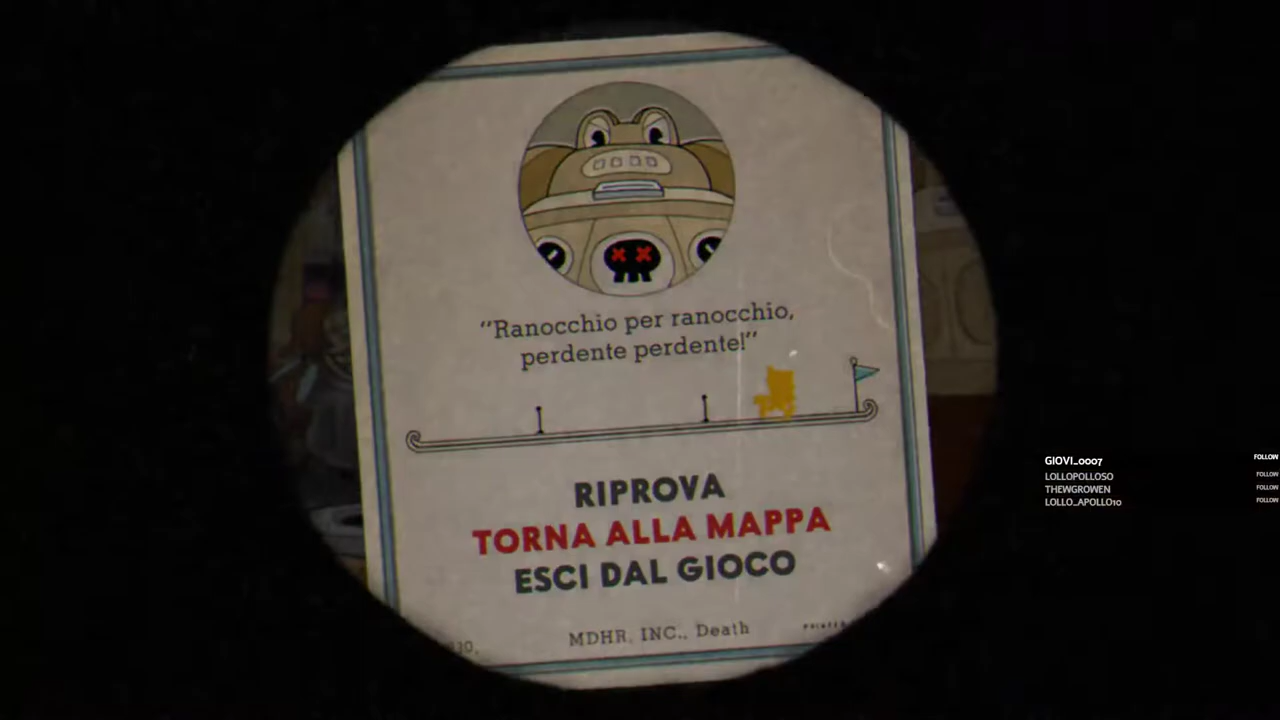 “Ranocchio per ranocchio,
perdente perdente!”
RIPROVA
TORNA ALLA MAPPA
ESCI DAL GIOCO
MDHR, INC., Death
GIOVI_0007 FOLLOW
LOLLOPOLLOSO FOLLOW
THEWGROWEN FOLLOW
LOLLO_APOLLO10 FOLLOW